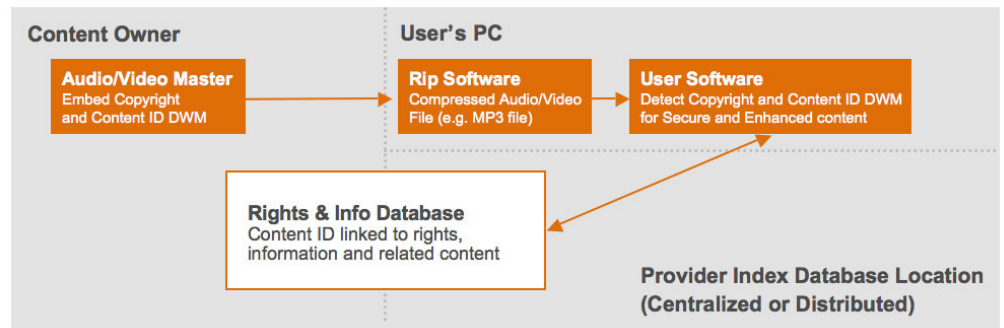 Content Owner
User's PC
Audio/Video Master
Embed Copyright
and Content ID DWM
Rip Software
Compressed Audio/Video
File (e.g. MP3 file)
User Software
Detect Copyright and Content ID DWM
for Secure and Enhanced content
Rights & Info Database
Content ID linked to rights,
information and related content
Provider Index Database Location
(Centralized or Distributed)